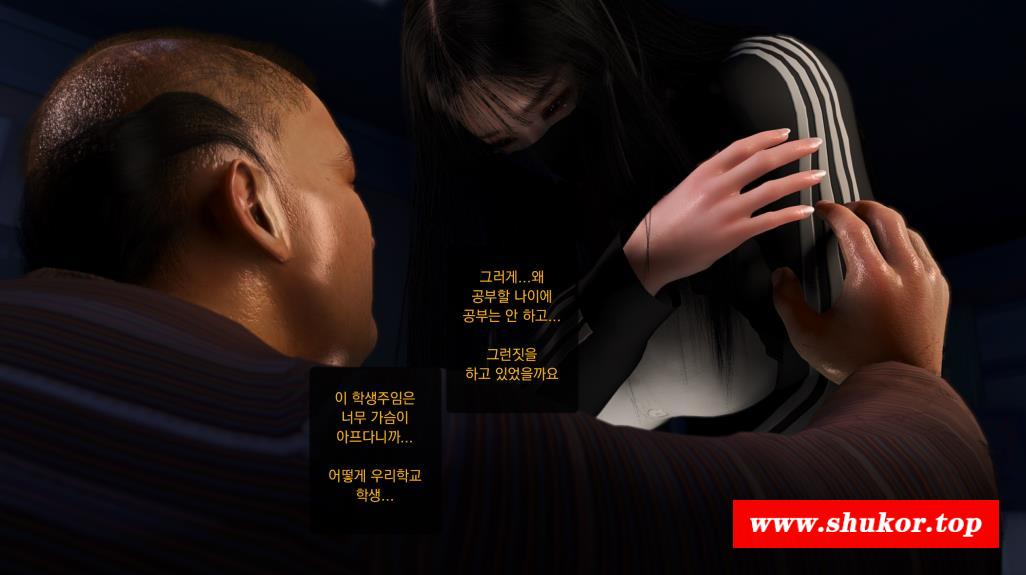 그러게...왜
공부할 나이에
공부는 안 하고...
그런짓을
하고 있었을까요
이 학생주임은
너무 가슴이
아프다니까...
어떻게 우리학교
학생...
www.shukor.top